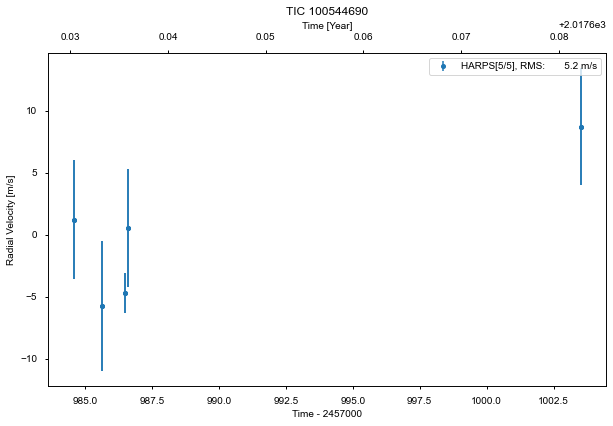 TIC 100544690
Time [Year]
+2.0176e3
0.03 0.04 0.05 0.06 0.07 0.08
HARPS[5/5], RMS: 5.2 m/s
10
5
0
−5
−10
Radial Velocity [m/s]
985.0 987.5 990.0 992.5 995.0 997.5 1000.0 1002.5
Time - 2457000